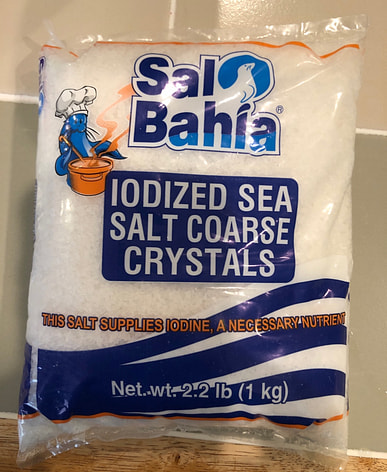 Sal
Bahía®
IODIZED SEA
SALT COARSE
CRYSTALS
THIS SALT SUPPLIES IODINE, A NECESSARY NUTRIENT
Net. wt. 2.2 lb (1 kg)